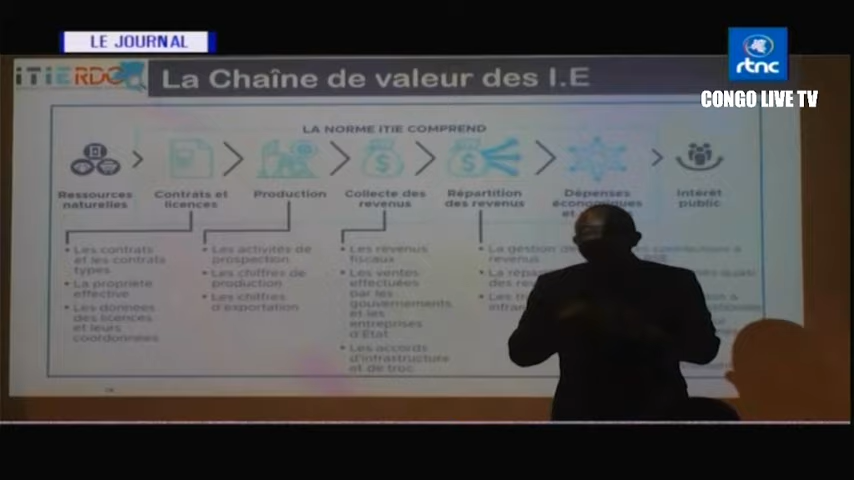 LE JOURNAL
rtnc
CONGO LIVE TV
ITIERDC
La Chaîne de valeur des I.E
LA NORME ITIE COMPREND
Ressources
naturelles
Contrats et
licences
Production
Collecte des
revenus
Répartition
des revenus
Dépenses
économiques
et
Intérêt
public
• Les contrats
et les contrats
types
• La propriété
effective
• Les données
des licences
et leurs
coordonnées
• Les activités de
prospection
• Les chiffres de
production
• Les chiffres
d'exportation
• Les revenus
fiscaux
• Les ventes
effectuées
par les
gouvernements
et les
entreprises
d'État
• Les accords
d'infrastructure
et de troc
• La gestion
revenus